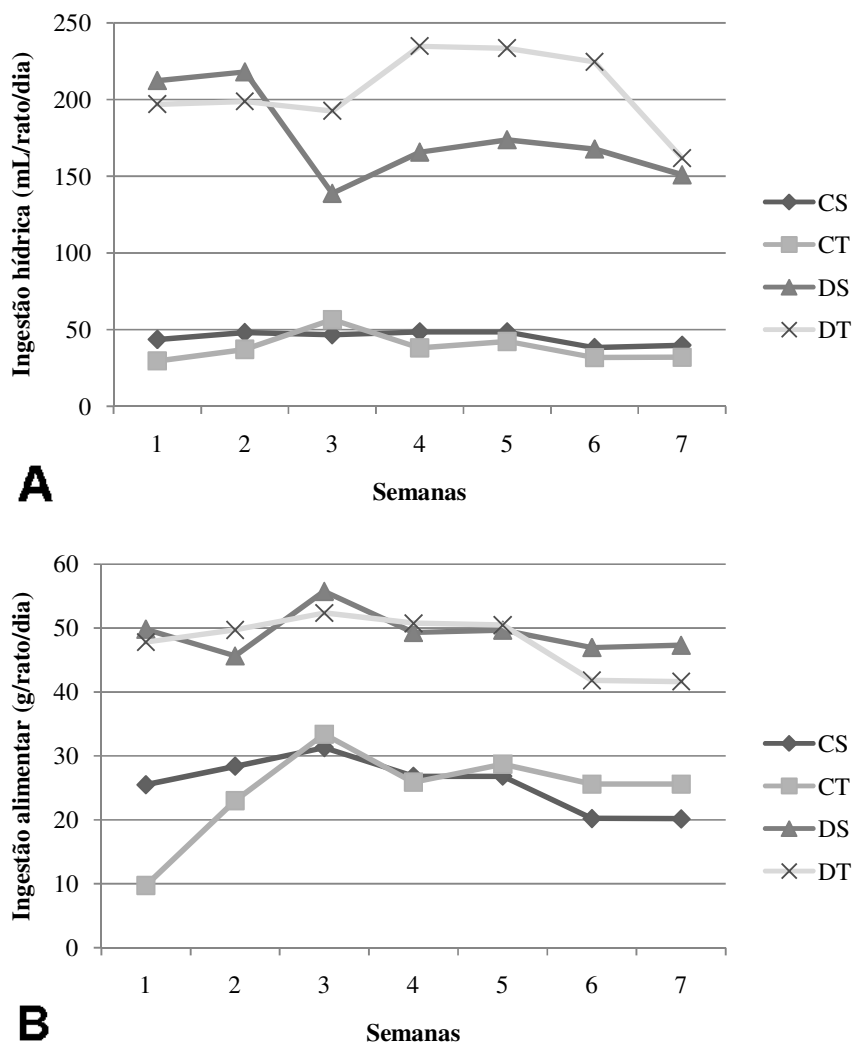 Ingestão hídrica (mL/rato/dia)
250
200
150
100
50
0
1 2 3 4 5 6 7
Semanas
CS
CT
DS
DT
A
Ingestão alimentar (g/rato/dia)
60
50
40
30
20
10
0
1 2 3 4 5 6 7
Semanas
CS
CT
DS
DT
B